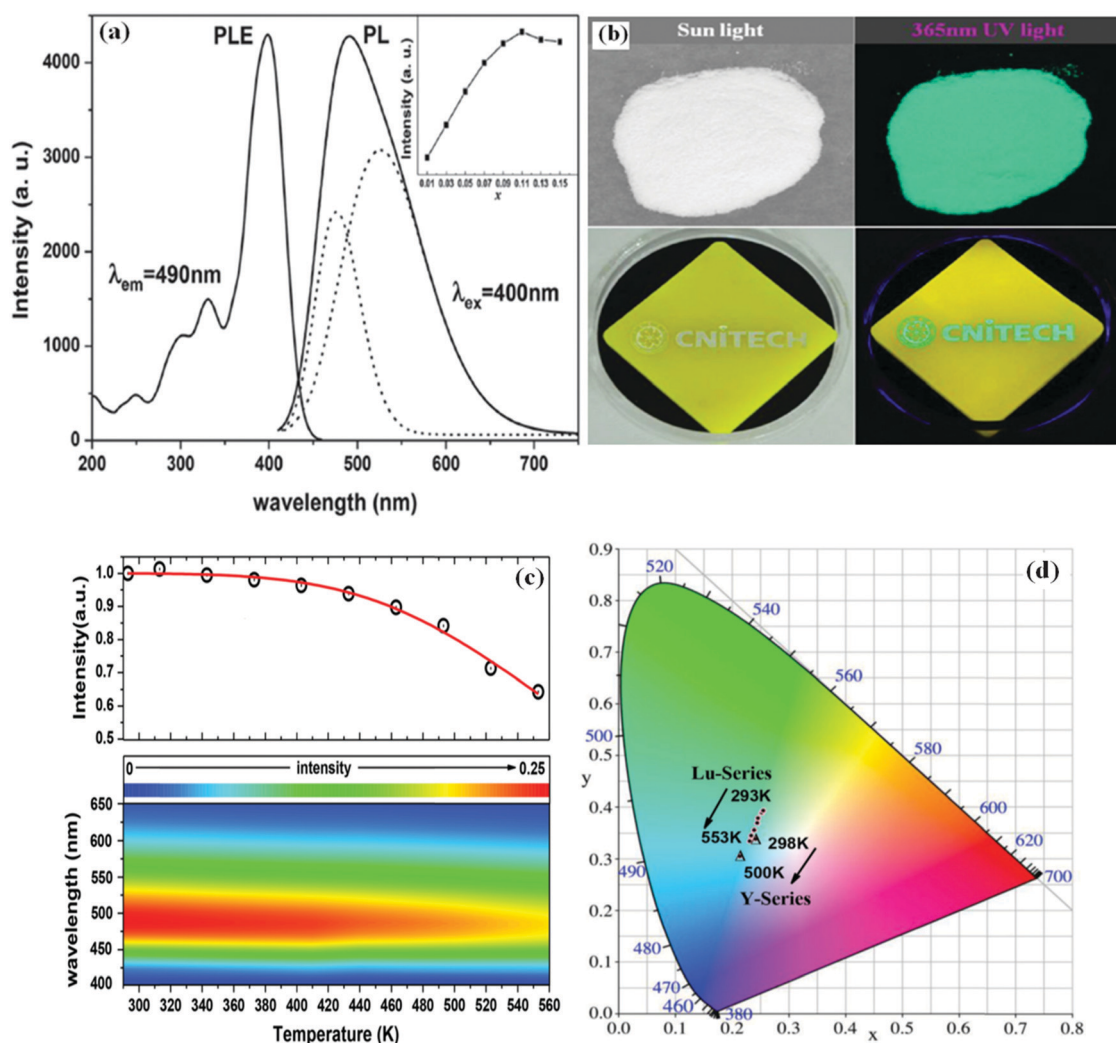 (a)
PLE
PL
λem=490nm
λex=400nm
Intensity (a. u.)
4000
3000
2000
1000
0
200 300 400 500 600 700
wavelength (nm)
Intensity (a. u.)
0.01 0.03 0.05 0.07 0.09 0.11 0.13 0.15
x
(b)
Sun light
365nm UV light
CNiTECH
CNiTECH
(c)
Intensity(a.u.)
1.0
0.9
0.8
0.7
0.6
0.5
0 intensity 0.25
wavelength (nm)
650
600
550
500
450
400
300 320 340 360 380 400 420 440 460 480 500 520 540 560
Temperature (K)
(d)
y
0.9
0.8
0.7
0.6
0.5
0.4
0.3
0.2
0.1
0.0
0.0 0.1 0.2 0.3 0.4 0.5 0.6 0.7 0.8
x
520
540
560
580
600
620
700
500
490
480
470
460
380
Lu-Series
293K
553K
298K
500K
Y-Series